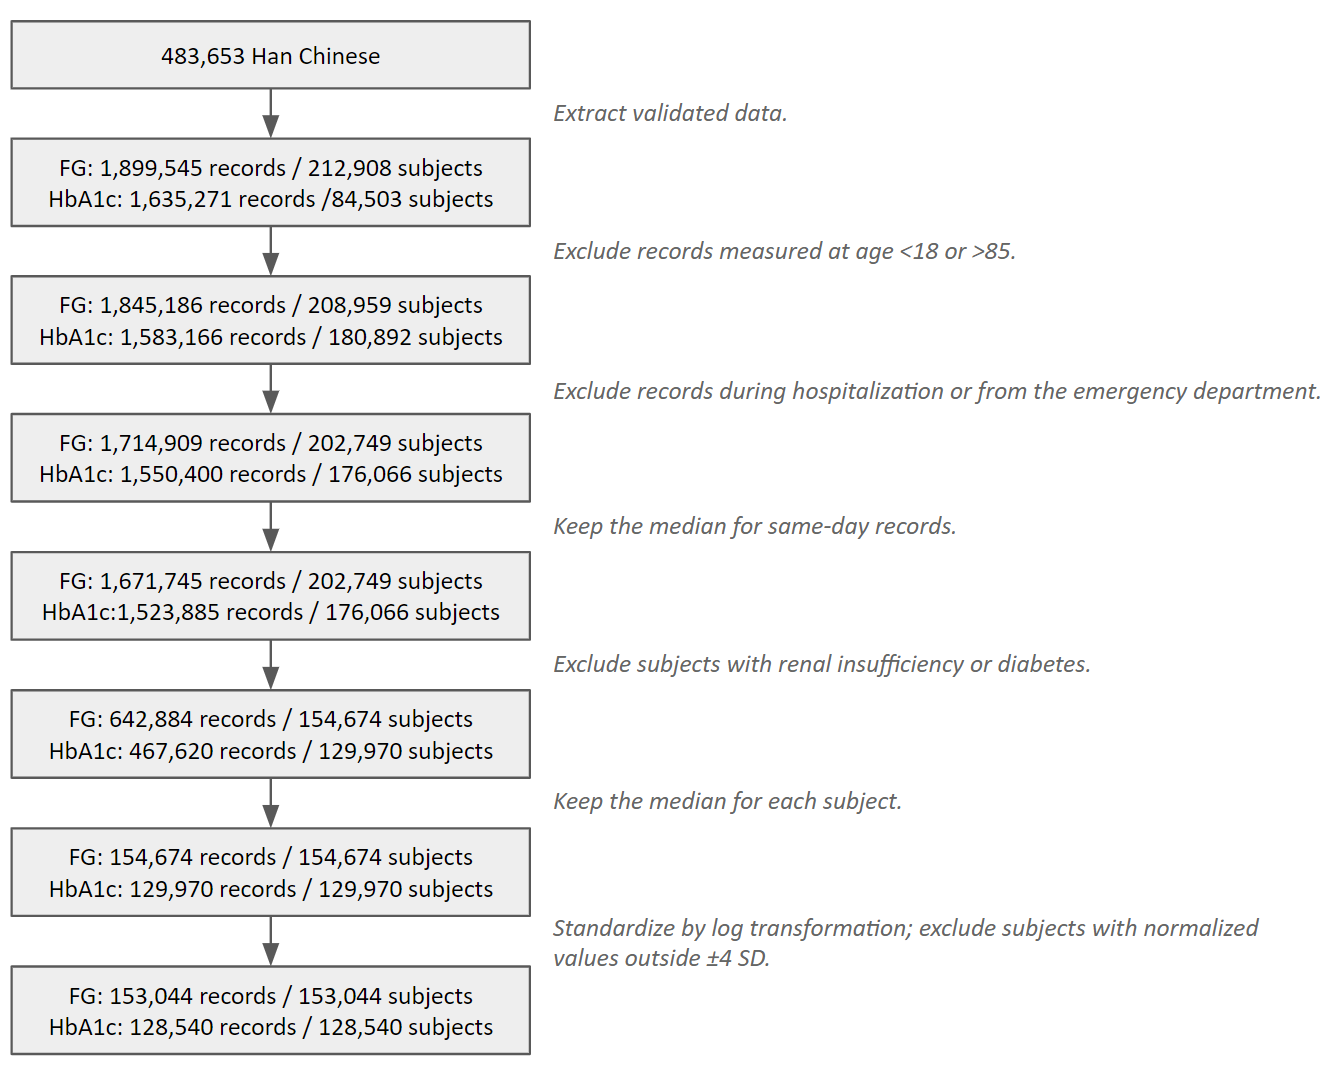 483,653 Han Chinese
Extract validated data.
FG: 1,899,545 records / 212,908 subjects
HbA1c: 1,635,271 records /84,503 subjects
Exclude records measured at age <18 or >85.
FG: 1,845,186 records / 208,959 subjects
HbA1c: 1,583,166 records / 180,892 subjects
Exclude records during hospitalization or from the emergency department.
FG: 1,714,909 records / 202,749 subjects
HbA1c: 1,550,400 records / 176,066 subjects
Keep the median for same-day records.
FG: 1,671,745 records / 202,749 subjects
HbA1c:1,523,885 records / 176,066 subjects
Exclude subjects with renal insufficiency or diabetes.
FG: 642,884 records / 154,674 subjects
HbA1c: 467,620 records / 129,970 subjects
Keep the median for each subject.
FG: 154,674 records / 154,674 subjects
HbA1c: 129,970 records / 129,970 subjects
Standardize by log transformation; exclude subjects with normalized
values outside ±4 SD.
FG: 153,044 records / 153,044 subjects
HbA1c: 128,540 records / 128,540 subjects